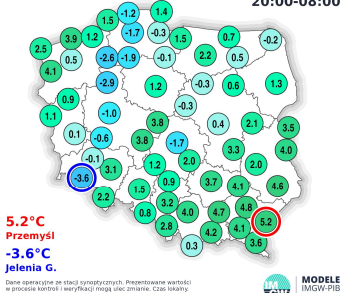 20:00-08:00
-1.2 1.4
1.5
3.9 1.2 -1.7 -0.3 1.5 0.7 -0.2
2.5
0.5 -2.6 -1.9 -0.1 2.2 0.5
4.1
-2.9 1.2 -0.3 0.6 1.3
0.9
-0.3
1.1 -1.0
3.8 0.4 2.1 3.5
0.1 -0.6
3.8 -1.7 3.3 4.0
-0.1 1.2 2.0 2.0
3.1
-3.6 0.9 3.7 4.1 4.6
1.5
2.2
3.2
0.8 4.0 4.7 4.8
5.2
2.8 4.2 4.1
0.3 3.6
5.2°C
Przemyśl
-3.6°C
Jelenia G.
Dane operacyjne ze stacji synoptycznych. Prezentowane wartości
w procesie kontroli i weryfikacji mogą ulec zmianie. Czas lokalny.
IMGW
MODELE
IMGW-PIB